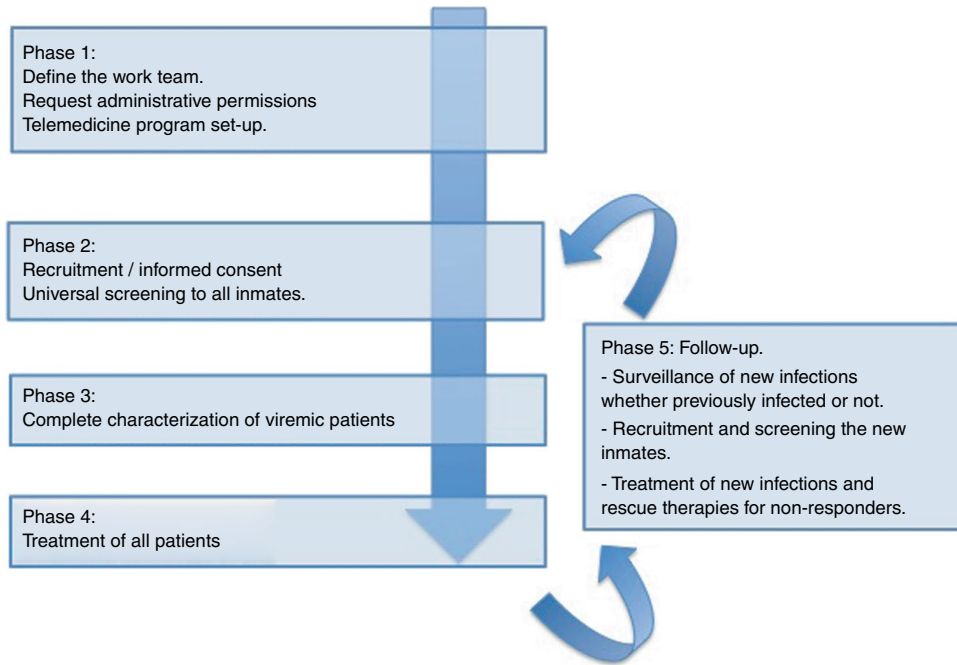 Phase 1:
Define the work team.
Request administrative permissions
Telemedicine program set-up.
Phase 2:
Recruitment / informed consent
Universal screening to all inmates.
Phase 3:
Complete characterization of viremic patients
Phase 4:
Treatment of all patients
Phase 5: Follow-up.
- Surveillance of new infections
whether previously infected or not.
- Recruitment and screening the new
inmates.
- Treatment of new infections and
rescue therapies for non-responders.